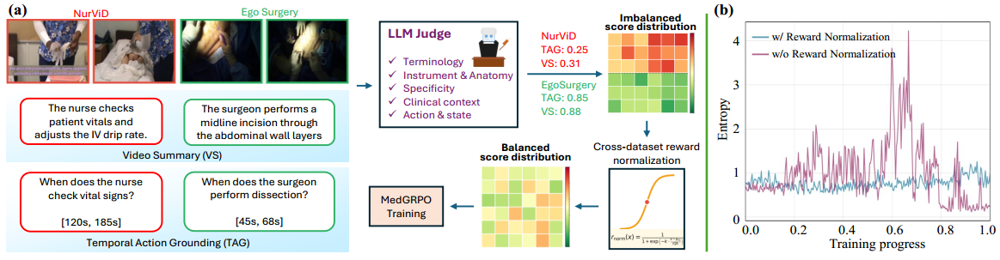 (a)
NurViD
Ego Surgery
The nurse checks
patient vitals and
adjusts the IV drip rate.
The surgeon performs a
midline incision through
the abdominal wall layers
Video Summary (VS)
When does the nurse
check vital signs?
[120s, 185s]
When does the surgeon
perform dissection?
[45s, 68s]
Temporal Action Grounding (TAG)
LLM Judge
✓ Terminology
✓ Instrument & Anatomy
✓ Specificity
✓ Clinical context
✓ Action & state
NurViD
TAG: 0.25
VS: 0.31
EgoSurgery
TAG: 0.85
VS: 0.88
Imbalanced
score distribution
Cross-dataset reward
normalization
Balanced
score distribution
MedGRPO
Training
(b)
w/ Reward Normalization
w/o Reward Normalization
Entropy
4
3
2
1
0
0.0 0.2 0.4 0.6 0.8 1.0
Training progress